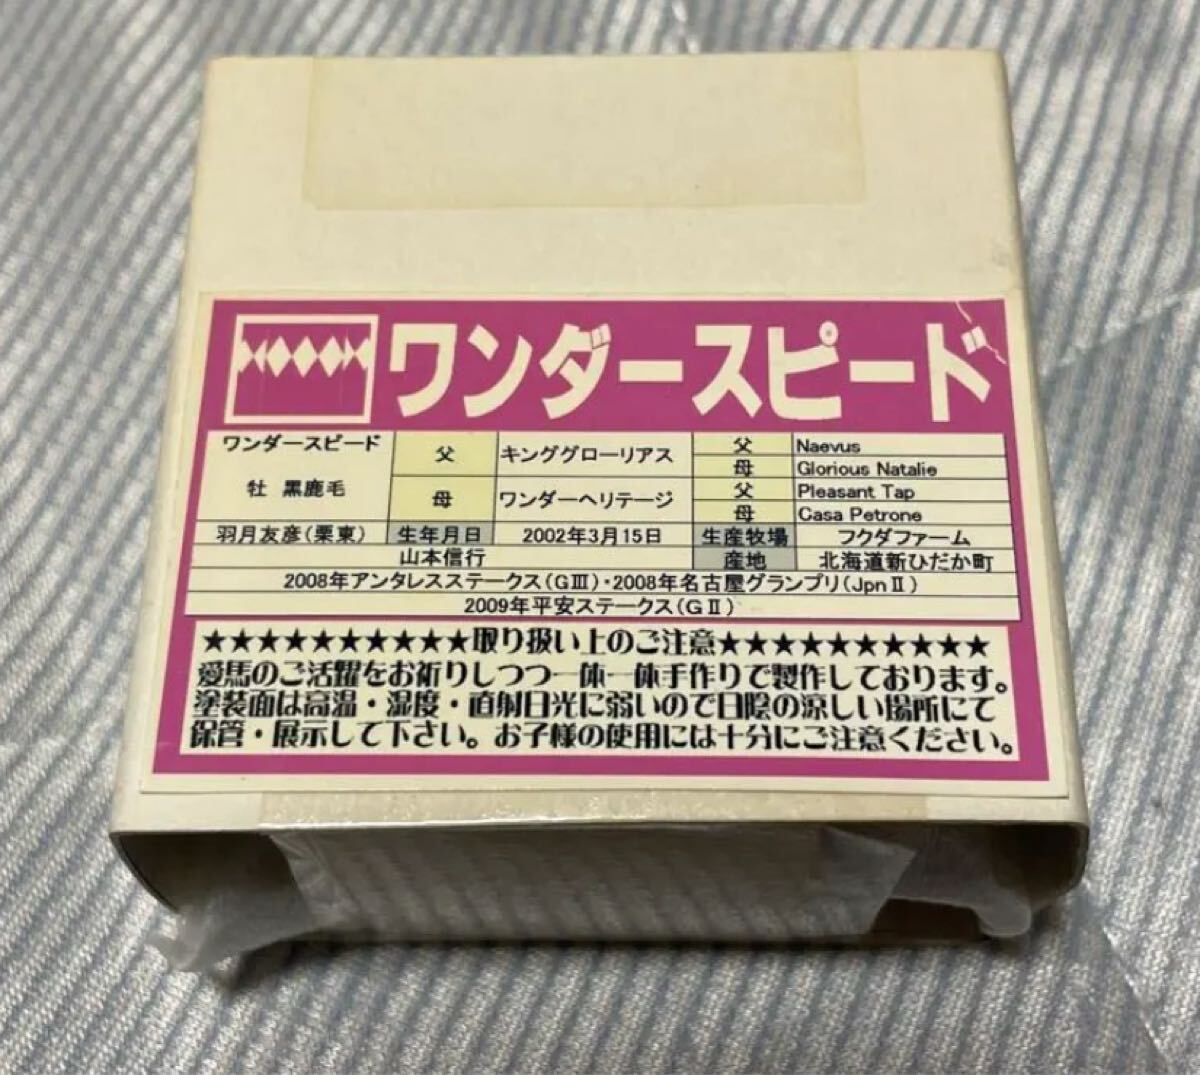 ワンダースピード
ワンダースピード 父 キンググローリアス 父 Naevus
母 Glorious Natalie
牡 黒鹿毛 母 ワンダーヘリテージ 父 Pleasant Tap
母 Casa Petrone
羽月友彦(栗東) 生年月日 2002年3月15日 生産牧場 フクダファーム
山本信行 産地 北海道新ひだか町
2008年アンタレスステークス(GⅢ)・2008年名古屋グランプリ(JpnⅡ)
2009年平安ステークス(GⅡ)
★★★★★★★★★★取り扱い上のご注意★★★★★★★★★★
愛馬のご活躍をお祈りしつつ一体一体手作りで製作しております。
塗装面は高温・湿度・直射日光に弱いので日陰の涼しい場所にて
保管・展示して下さい。お子様の使用には十分にご注意ください。